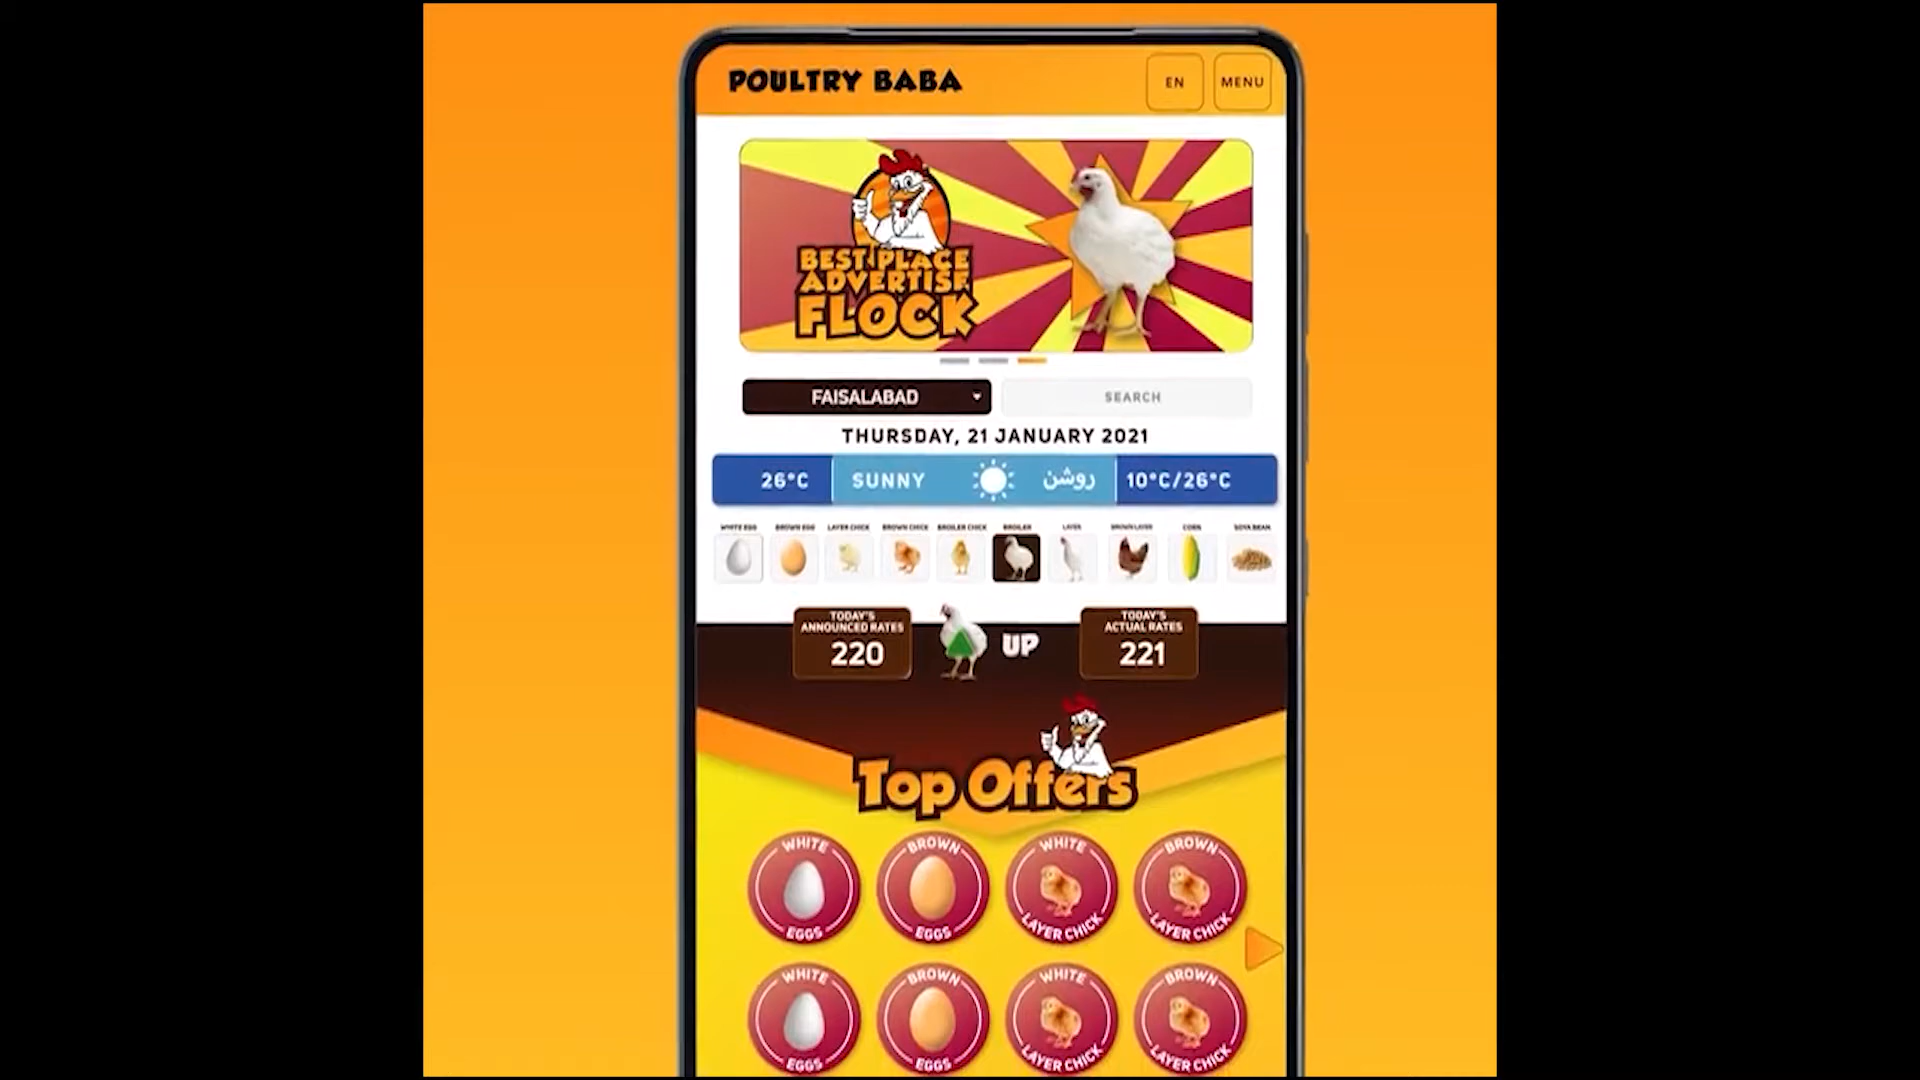 POULTRY BABA
EN
MENU
BEST PLACE
ADVERTISE
FLOCK
FAISALABAD
SEARCH
THURSDAY, 21 JANUARY 2021
26°C
SUNNY
روشن
10°C/26°C
WHITE EGG
BROWN EGG
LAYER CHICK
BROWN CHICK
BROILER CHICK
BROILER
LAYER
BROWN LAYER
CORN
SOYA BEAN
TODAY'S
ANNOUNCED RATES
220
UP
TODAY'S
ACTUAL RATES
221
Top Offers
WHITE
EGGS
BROWN
EGGS
WHITE
LAYER CHICK
BROWN
LAYER CHICK
WHITE
EGGS
BROWN
EGGS
WHITE
LAYER CHICK
BROWN
LAYER CHICK